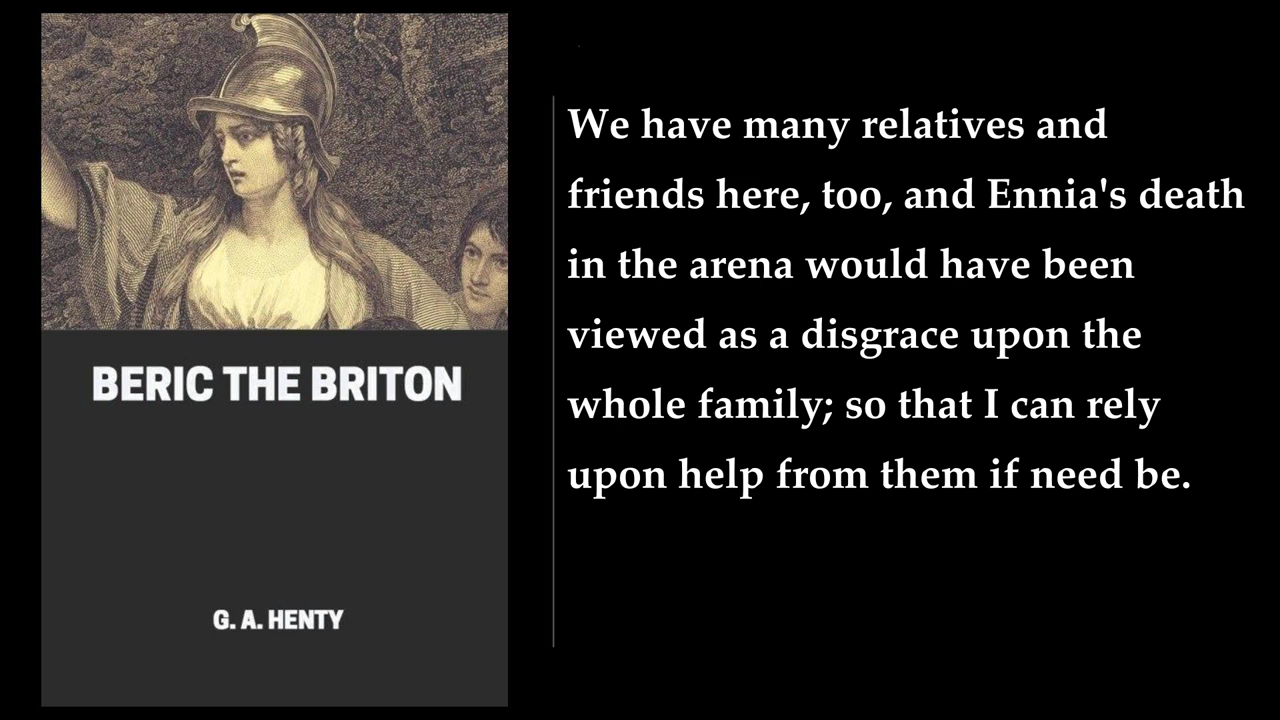 BERIC THE BRITON
G. A. HENTY
We have many relatives and
friends here, too, and Ennia's death
in the arena would have been
viewed as a disgrace upon the
whole family; so that I can rely
upon help from them if need be.